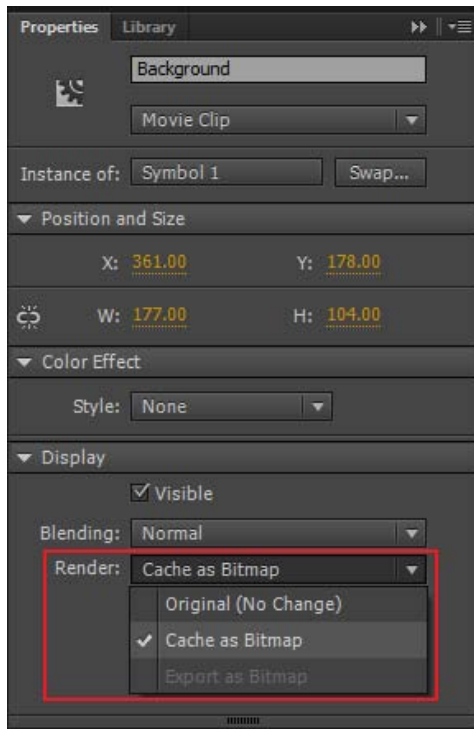 Properties Library
Background
Movie Clip
Instance of: Symbol 1 Swap...
Position and Size
X: 361.00 Y: 178.00
W: 177.00 H: 104.00
Color Effect
Style: None
Display
Visible
Blending: Normal
Render: Cache as Bitmap
Original (No Change)
Cache as Bitmap
Export as Bitmap